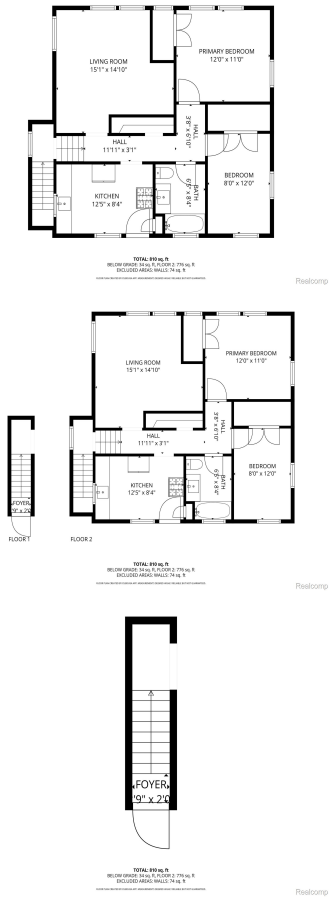 LIVING ROOM
15'1" x 14'10"
PRIMARY BEDROOM
12'0" x 11'0"
HALL
11'11" x 3'1"
HALL
3'8" x 6'10"
KITCHEN
12'5" x 8'4"
BATH
6'5" x 8'4"
BEDROOM
8'0" x 12'0"
TOTAL: 810 sq. ft
BELOW GRADE: 34 sq. ft, FLOOR 2: 776 sq. ft
EXCLUDED AREAS: WALLS: 74 sq. ft
Realcomp
LIVING ROOM
15'1" x 14'10"
PRIMARY BEDROOM
12'0" x 11'0"
HALL
11'11" x 3'1"
HALL
3'8" x 6'10"
KITCHEN
12'5" x 8'4"
BATH
6'5" x 8'4"
BEDROOM
8'0" x 12'0"
FOYER
9" x 2'0
FLOOR 1
FLOOR 2
TOTAL: 810 sq. ft
BELOW GRADE: 34 sq. ft, FLOOR 2: 776 sq. ft
EXCLUDED AREAS: WALLS: 74 sq. ft
Realcomp
FOYER
'9" x 2'0
TOTAL: 810 sq. ft
BELOW GRADE: 34 sq. ft, FLOOR 2: 776 sq. ft
EXCLUDED AREAS: WALLS: 74 sq. ft
Realcomp